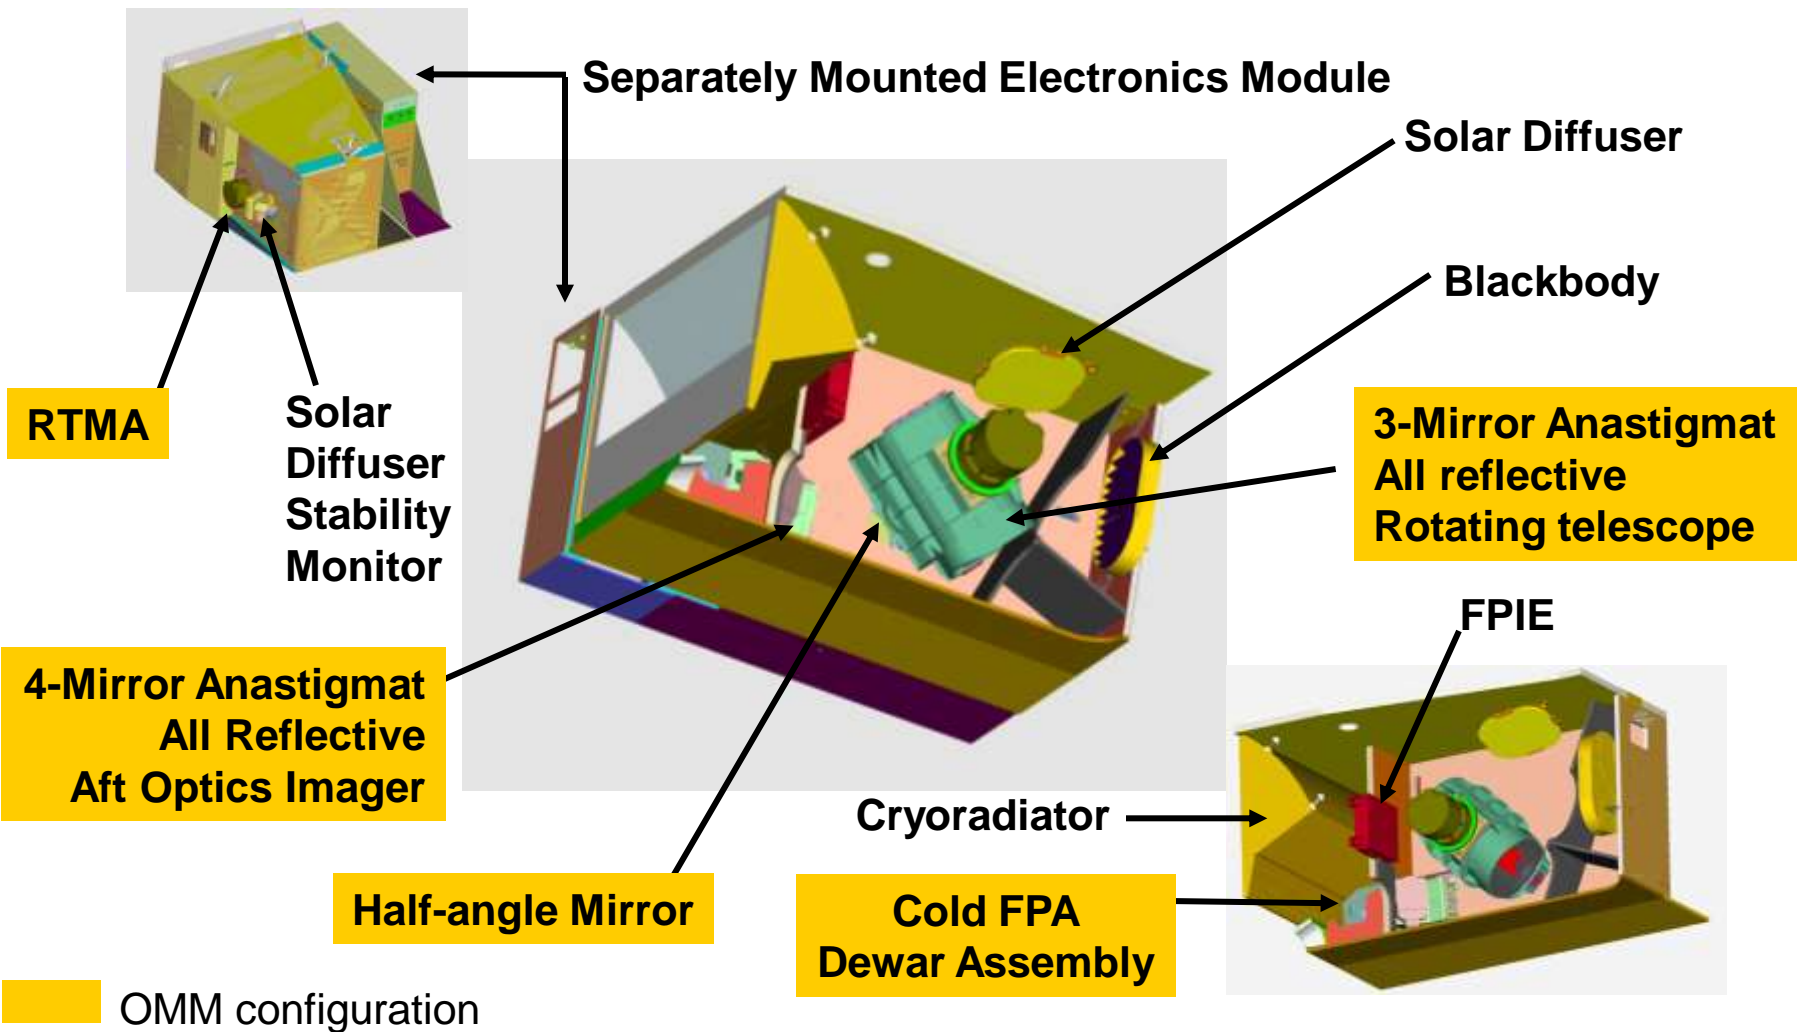 Separately Mounted Electronics Module
Solar Diffuser
Blackbody
RTMA
Solar
Diffuser
Stability
Monitor
3-Mirror Anastigmat
All reflective
Rotating telescope
FPIE
4-Mirror Anastigmat
All Reflective
Aft Optics Imager
Cryoradiator
Half-angle Mirror
Cold FPA
Dewar Assembly
OMM configuration